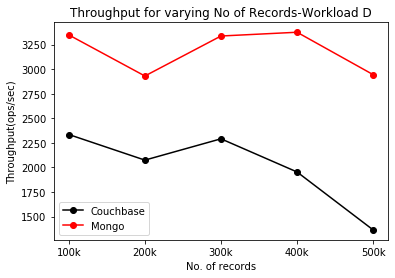 Throughput for varying No of Records-Workload D
Throughput(ops/sec)
3250
3000
2750
2500
2250
2000
1750
1500
Couchbase
Mongo
100k 200k 300k 400k 500k
No. of records